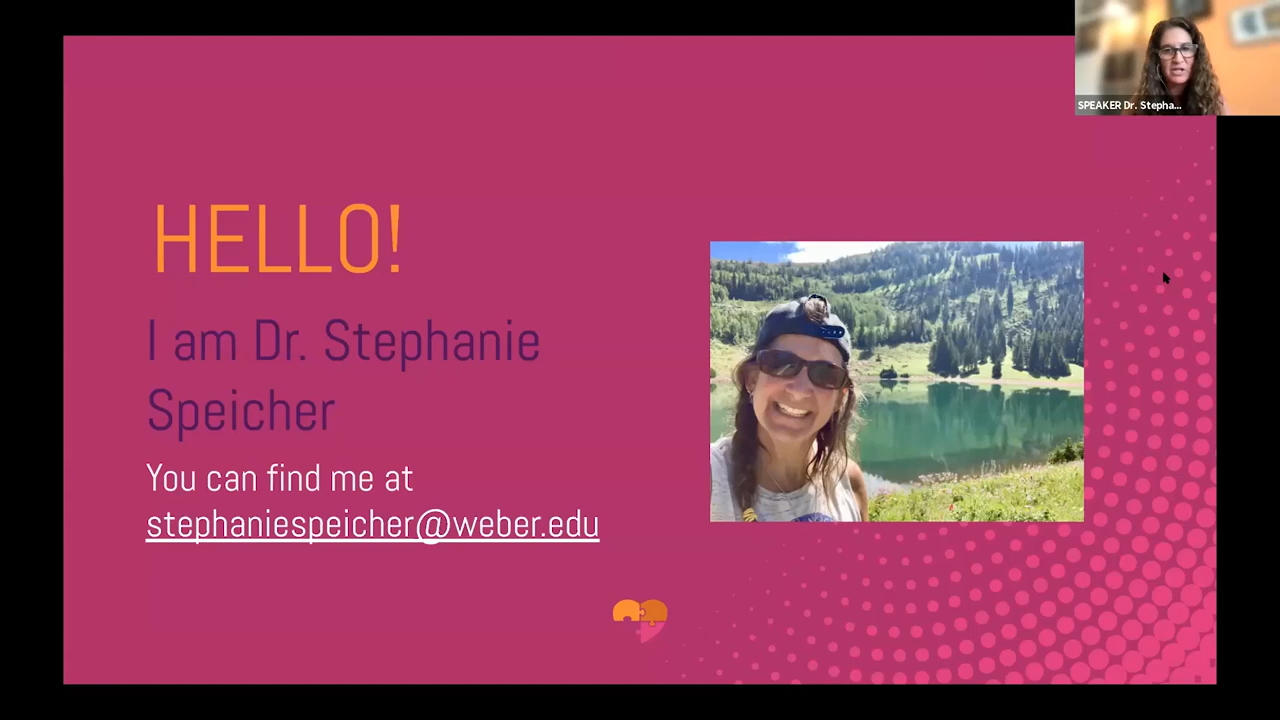 SPEAKER Dr. Stepha...
HELLO!
I am Dr. Stephanie
Speicher
You can find me at
stephaniespeicher@weber.edu